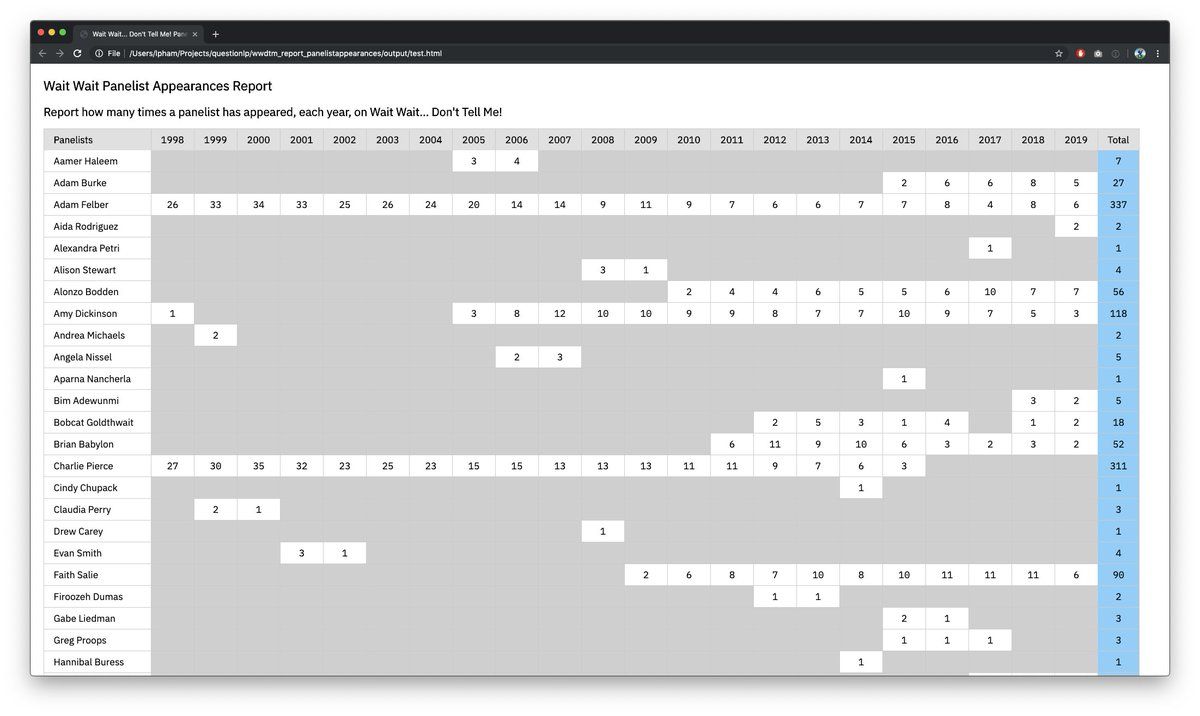 Wait Wait... Don't Tell Me! Pan
File /Users/lpham/Projects/questionlp/wwdtm_report_panelistappearances/output/test.html
Wait Wait Panelist Appearances Report
Report how many times a panelist has appeared, each year, on Wait Wait... Don't Tell Me!
Panelists 1998 1999 2000 2001 2002 2003 2004 2005 2006 2007 2008 2009 2010 2011 2012 2013 2014 2015 2016 2017 2018 2019 Total
Aamer Haleem 3 4 7
Adam Burke 2 6 6 8 5 27
Adam Felber 26 33 34 33 25 26 24 20 14 14 9 11 9 7 6 6 7 7 8 4 8 6 337
Aida Rodriguez 2 2
Alexandra Petri 1 1
Alison Stewart 3 1 4
Alonzo Bodden 2 4 4 6 5 5 6 10 7 7 56
Amy Dickinson 1 3 8 12 10 10 9 9 8 7 7 10 9 7 5 3 118
Andrea Michaels 2 2
Angela Nissel 2 3 5
Aparna Nancherla 1 1
Bim Adewunmi 3 2 5
Bobcat Goldthwait 2 5 3 1 4 1 2 18
Brian Babylon 6 11 9 10 6 3 2 3 2 52
Charlie Pierce 27 30 35 32 23 25 23 15 15 13 13 13 11 11 9 7 6 3 311
Cindy Chupack 1 1
Claudia Perry 2 1 3
Drew Carey 1 1
Evan Smith 3 1 4
Faith Salie 2 6 8 7 10 8 10 11 11 11 6 90
Firoozeh Dumas 1 1 2
Gabe Liedman 2 1 3
Greg Proops 1 1 1 3
Hannibal Buress 1 1